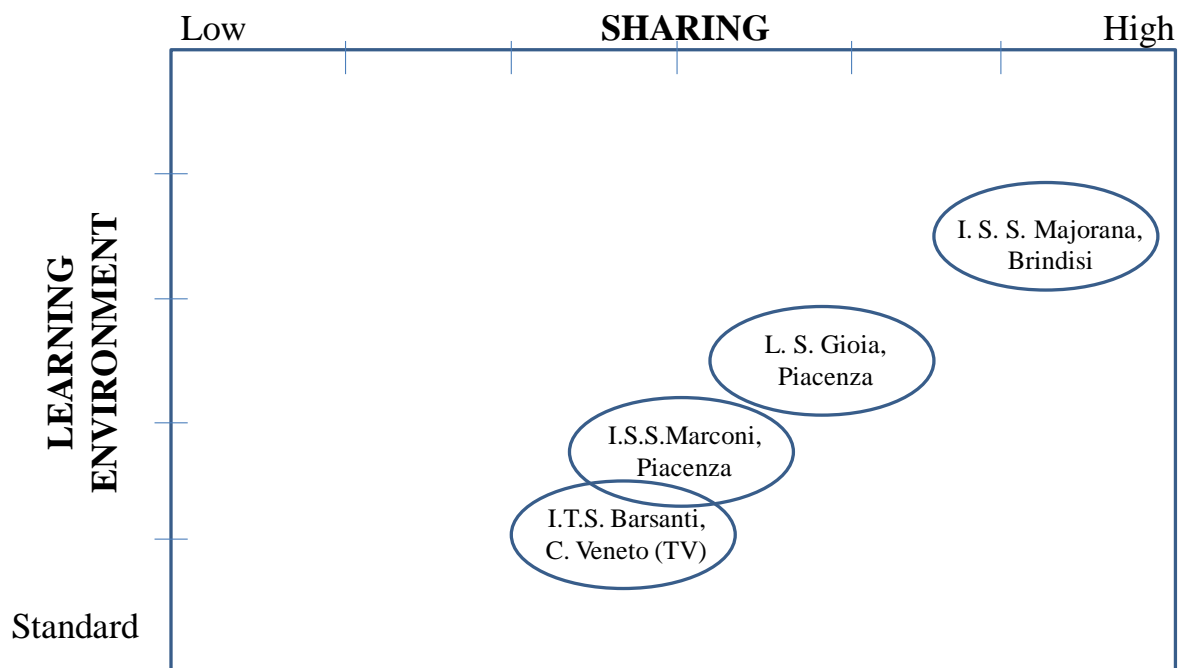 Low SHARING High
I. S. S. Majorana,
Brindisi
LEARNING
ENVIRONMENT
L. S. Gioia,
Piacenza
I.S.S.Marconi,
Piacenza
I.T.S. Barsanti,
C. Veneto (TV)
Standard